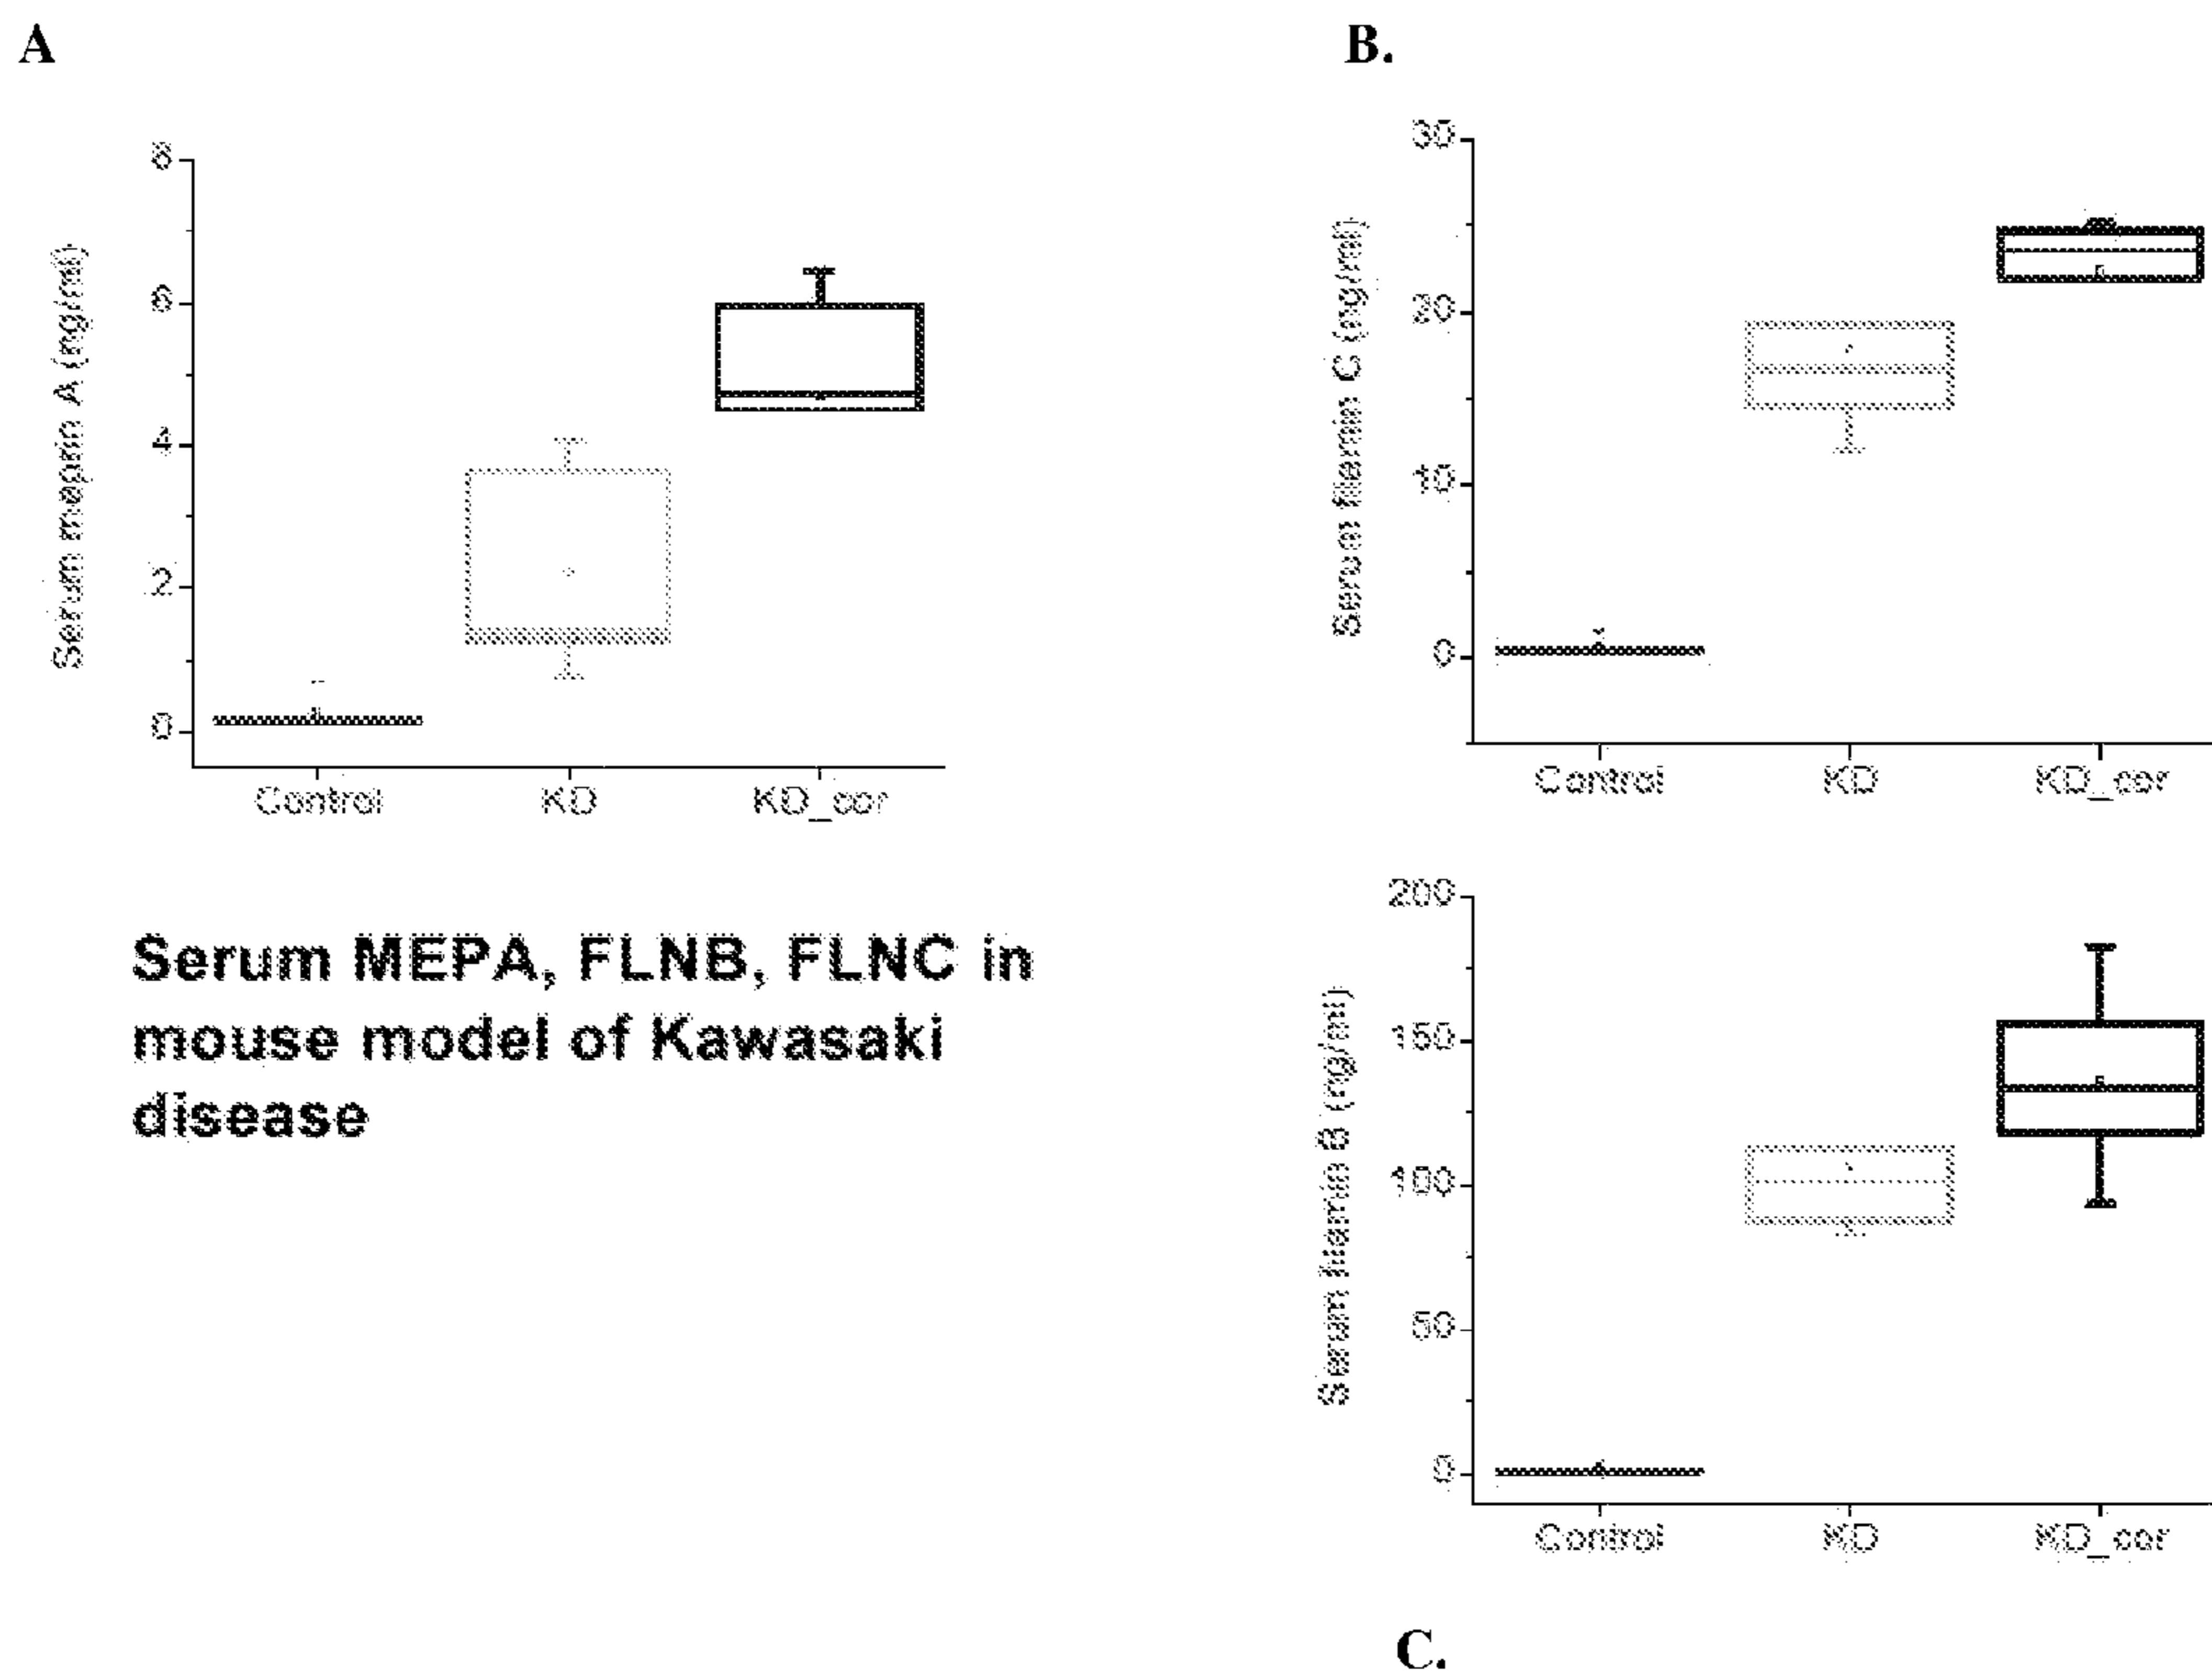 A
8
6
4
2
0
Serum meprin A (ng/ml)
Control KD KD_cor
Serum MEPA, FLNB, FLNC in
mouse model of Kawasaki
disease
B.
30
20
10
0
Serum filamin C (ng/ml)
Control KD KD_cor
200
150
100
50
0
Serum filamin B (ng/ml)
Control KD KD_cor
C.